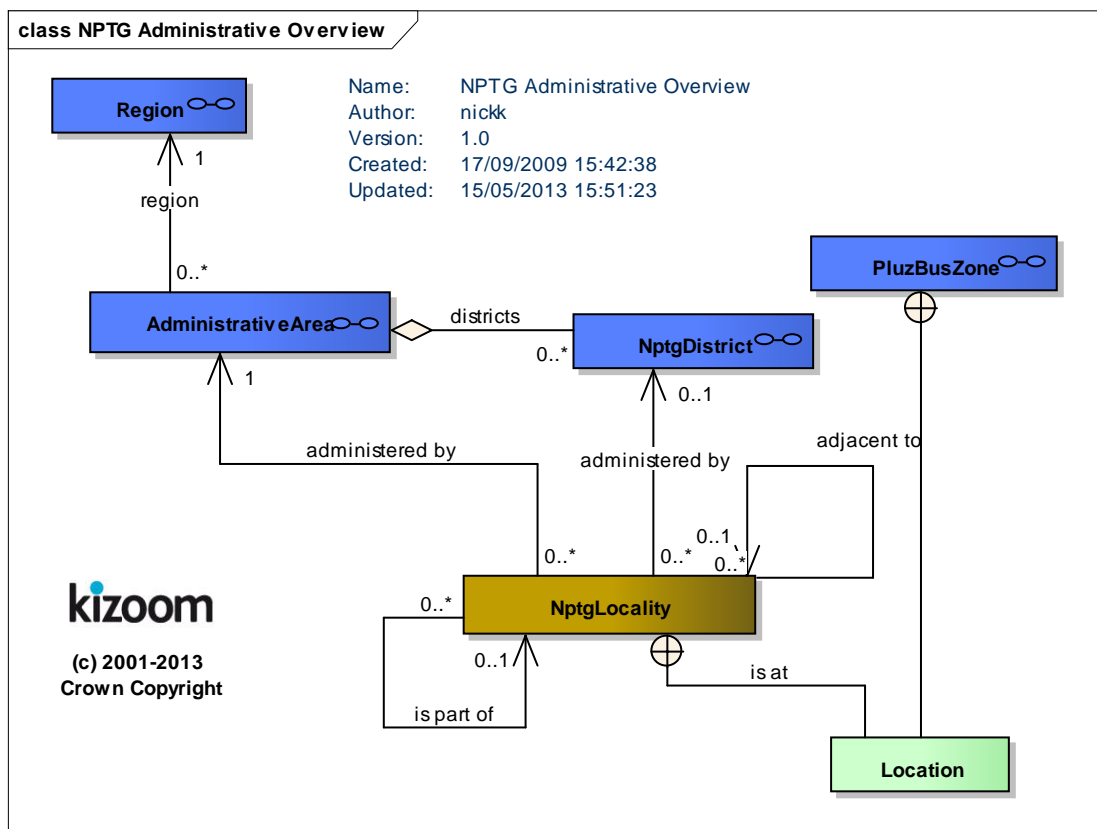 class NPTG Administrative Overview
Name: NPTG Administrative Overview
Author: nickk
Version: 1.0
Created: 17/09/2009 15:42:38
Updated: 15/05/2013 15:51:23
Region
1
region
0..*
PluzBusZone
AdministrativeArea
districts
0..*
NptgDistrict
1
0..1
administered by
administered by
adjacent to
0..*
0..*
0..1
0..*
NptgLocality
0..*
0..1
is part of
is at
Location
kizoom
(c) 2001-2013
Crown Copyright